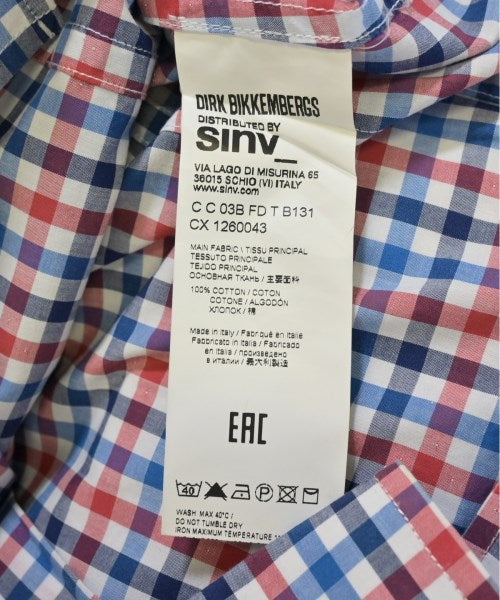 DIRK BIKKEMBERGS
DISTRIBUTED BY
sinv_
VIA LAGO DI MISURINA 65
36015 SCHIO (VI) ITALY
www.sinv.com
C C 03B FD T B131
CX 1260043
MAIN FABRIC \ TISSU PRINCIPAL
TESSUTO PRINCIPALE
TEJIDO PRINCIPAL
ОСНОВНАЯ ТКАНЬ / 主要面料
100% COTTON / COTON
COTONE / ALGODÓN
ХЛОПОК / 棉
Made in Italy / Fabriqué en Italie
Fabbricato in Italia / Fabricado
en Italia / произведено
в Италии / 意大利製造
EAC
40 P
WASH MAX 40°C /
DO NOT TUMBLE DRY
IRON MAXIMUM TEMPERATURE